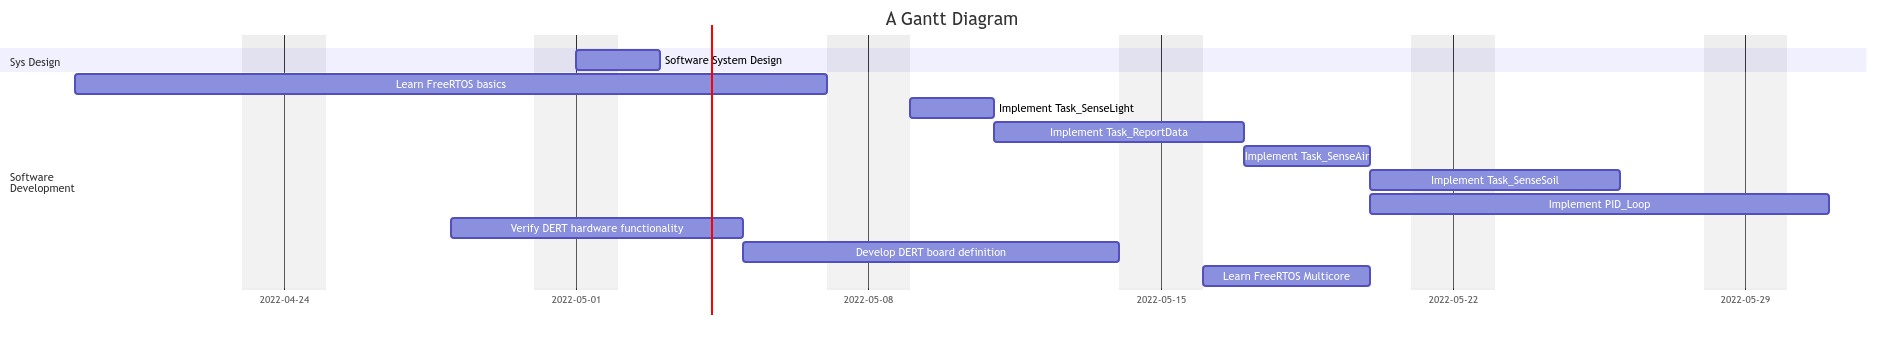 A Gantt Diagram
Sys Design
Software System Design
Learn FreeRTOS basics
Implement Task_SenseLight
Implement Task_ReportData
Implement Task_SenseAir
Software
Development
Implement Task_SenseSoil
Implement PID_Loop
Verify DERT hardware functionality
Develop DERT board definition
Learn FreeRTOS Multicore
2022-04-24
2022-05-01
2022-05-08
2022-05-15
2022-05-22
2022-05-29